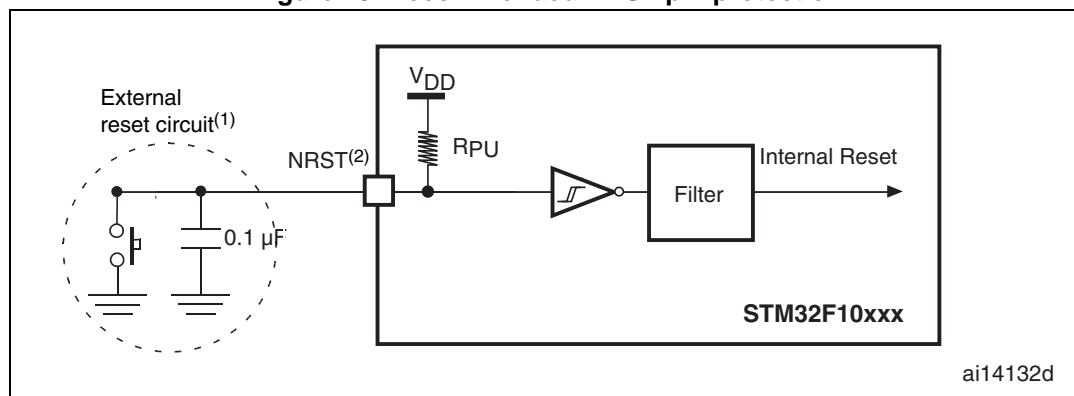 External
reset circuit(1)
VDD
NRST(2)
RPU
Internal Reset
Filter
0.1 µF
STM32F10xxx
ai14132d